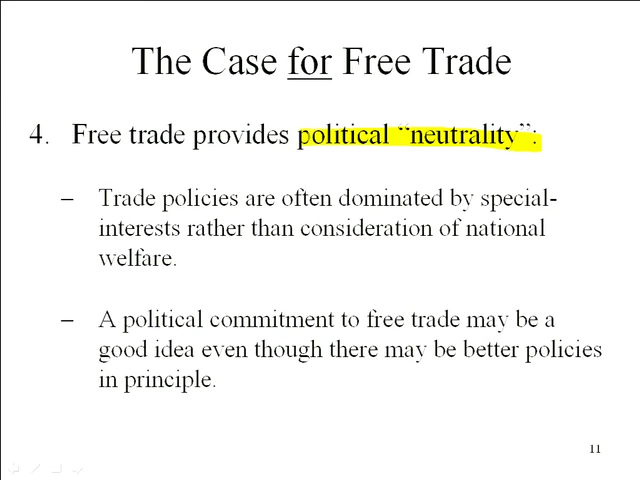 The Case for Free Trade
4. Free trade provides political “neutrality”:
– Trade policies are often dominated by special-
interests rather than consideration of national
welfare.
– A political commitment to free trade may be a
good idea even though there may be better policies
in principle.
11